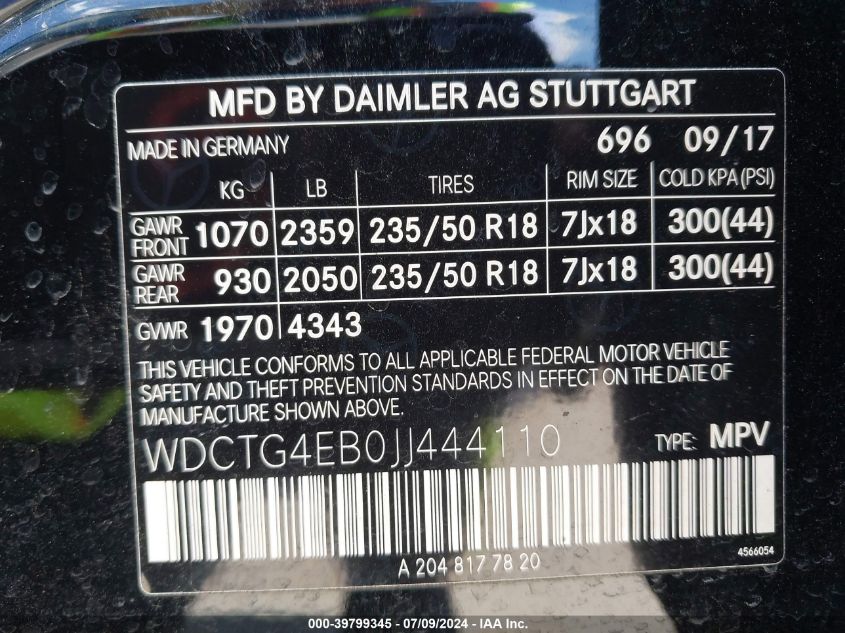 MFD BY DAIMLER AG STUTTGART
MADE IN GERMANY 696 09/17
KG LB TIRES RIM SIZE COLD KPA (PSI)
GAWR FRONT 1070 2359 235/50 R18 7Jx18 300(44)
GAWR REAR 930 2050 235/50 R18 7Jx18 300(44)
GVWR 1970 4343
THIS VEHICLE CONFORMS TO ALL APPLICABLE FEDERAL MOTOR VEHICLE
SAFETY AND THEFT PREVENTION STANDARDS IN EFFECT ON THE DATE OF
MANUFACTURE SHOWN ABOVE.
WDCTG4EB0JJ444110 TYPE: MPV
A 204 817 78 20 4566054
000-39799345 - 07/09/2024 - IAA Inc.